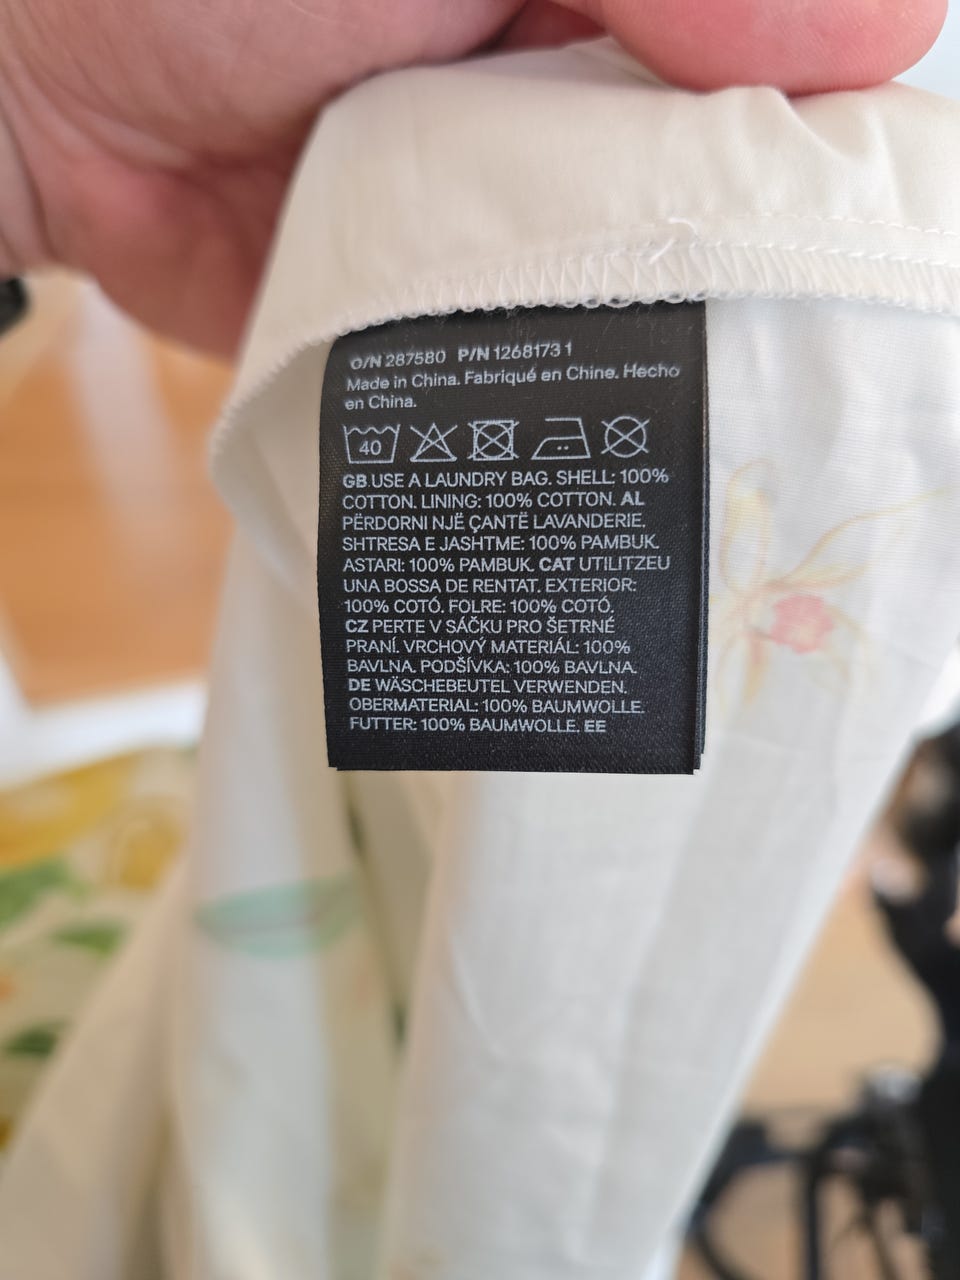 O/N 287580 P/N 1268173 1
Made in China. Fabriqué en Chine. Hecho
en China.
40
GB USE A LAUNDRY BAG. SHELL: 100%
COTTON. LINING: 100% COTTON. AL
PËRDORNI NJË ÇANTË LAVANDERIE.
SHTRESA E JASHTME: 100% PAMBUK.
ASTARI: 100% PAMBUK. CAT UTILITZEU
UNA BOSSA DE RENTAT. EXTERIOR:
100% COTÓ. FOLRE: 100% COTÓ.
CZ PERTE V SÁČKU PRO ŠETRNÉ
PRANÍ. VRCHOVÝ MATERIÁL: 100%
BAVLNA. PODŠÍVKA: 100% BAVLNA.
DE WÄSCHEBEUTEL VERWENDEN.
OBERMATERIAL: 100% BAUMWOLLE.
FUTTER: 100% BAUMWOLLE. EE